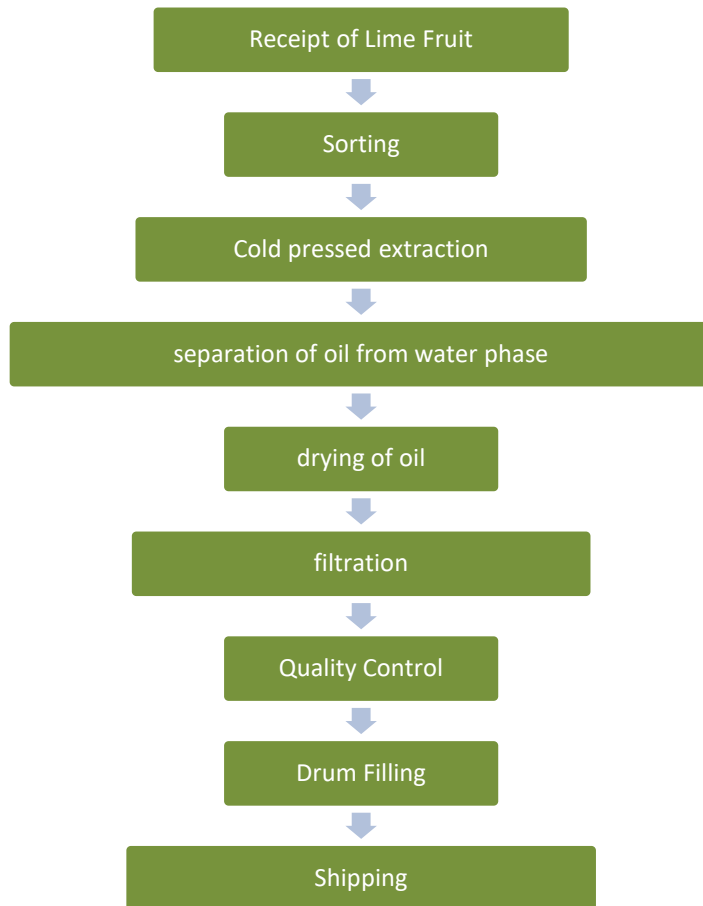 Receipt of Lime Fruit
Sorting
Cold pressed extraction
separation of oil from water phase
drying of oil
filtration
Quality Control
Drum Filling
Shipping